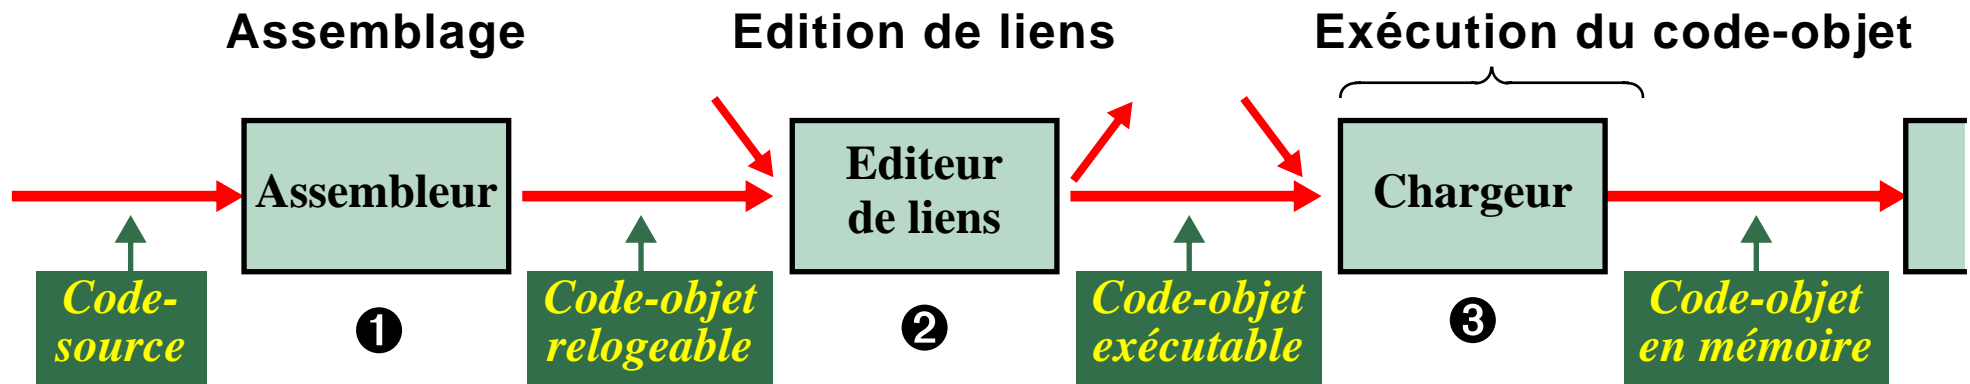 Assemblage
Edition de liens
Exécution du code-objet
Assembleur
Editeur
de liens
Chargeur
Code-
source
❶
Code-objet
relogeable
❷
Code-objet
exécutable
❸
Code-objet
en mémoire